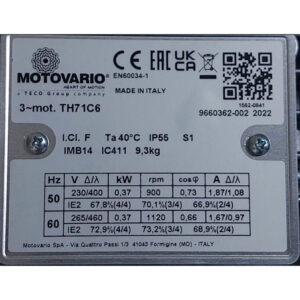 MOTOVARIO®
HEART OF MOTION
a TECO Group company
CE EAC UK CA
EN60034-1
MADE IN ITALY
3~mot. TH71C6
1562-0841
9660362-002 2022
I.Cl. F Ta 40°C IP55 S1
IMB14 IC411 9,3kg
Hz V Δ/⅄ kW rpm cosφ A Δ/⅄
50 230/400 0,37 900 0,73 1,87/1,08
IE2 67,8%(4/4) 70,1%(3/4) 66,9%(2/4)
60 265/460 0,37 1120 0,66 1,67/0,97
IE2 72,9%(4/4) 73,2%(3/4) 68,9%(2/4)
Motovario SpA - Via Quattro Passi 1/3 41043 Formigine (MO) - ITALY